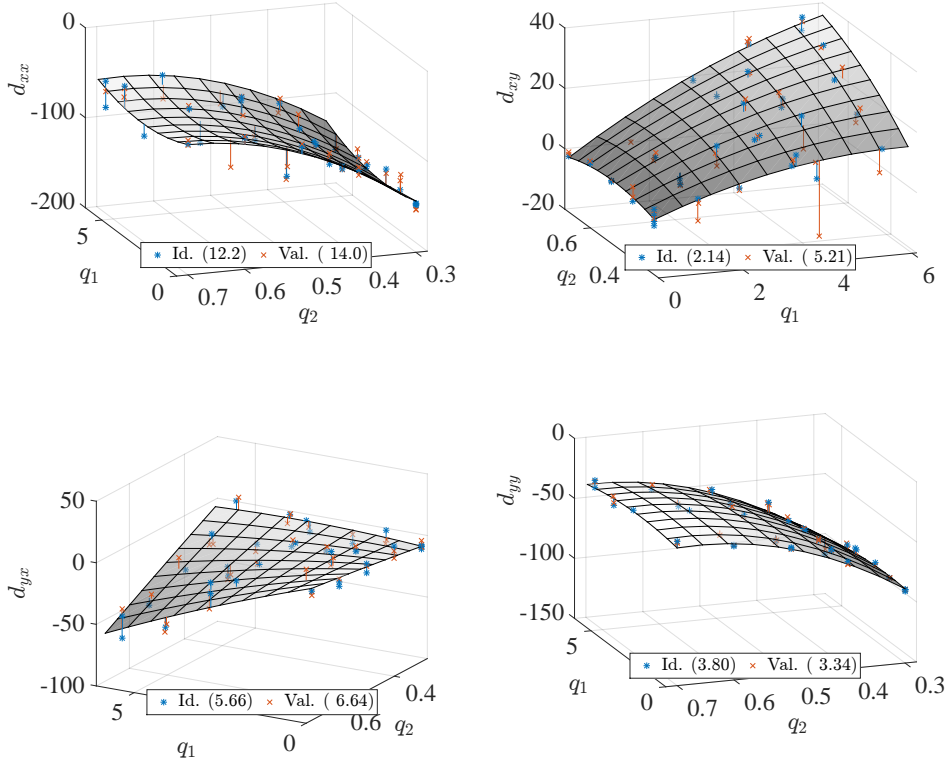 0
-100
-200
d_xx
5
0
q_1
0.7
0.6
0.5
0.4
0.3
q_2
Id. (12.2) Val. ( 14.0)
40
20
0
-20
d_xy
0.6
0.4
q_2
0
2
4
6
q_1
Id. (2.14) Val. ( 5.21)
50
0
-50
-100
d_yx
5
0
q_1
0.6
0.4
q_2
Id. (5.66) Val. ( 6.64)
0
-50
-100
-150
d_yy
5
0
q_1
0.7
0.6
0.5
0.4
0.3
q_2
Id. (3.80) Val. ( 3.34)